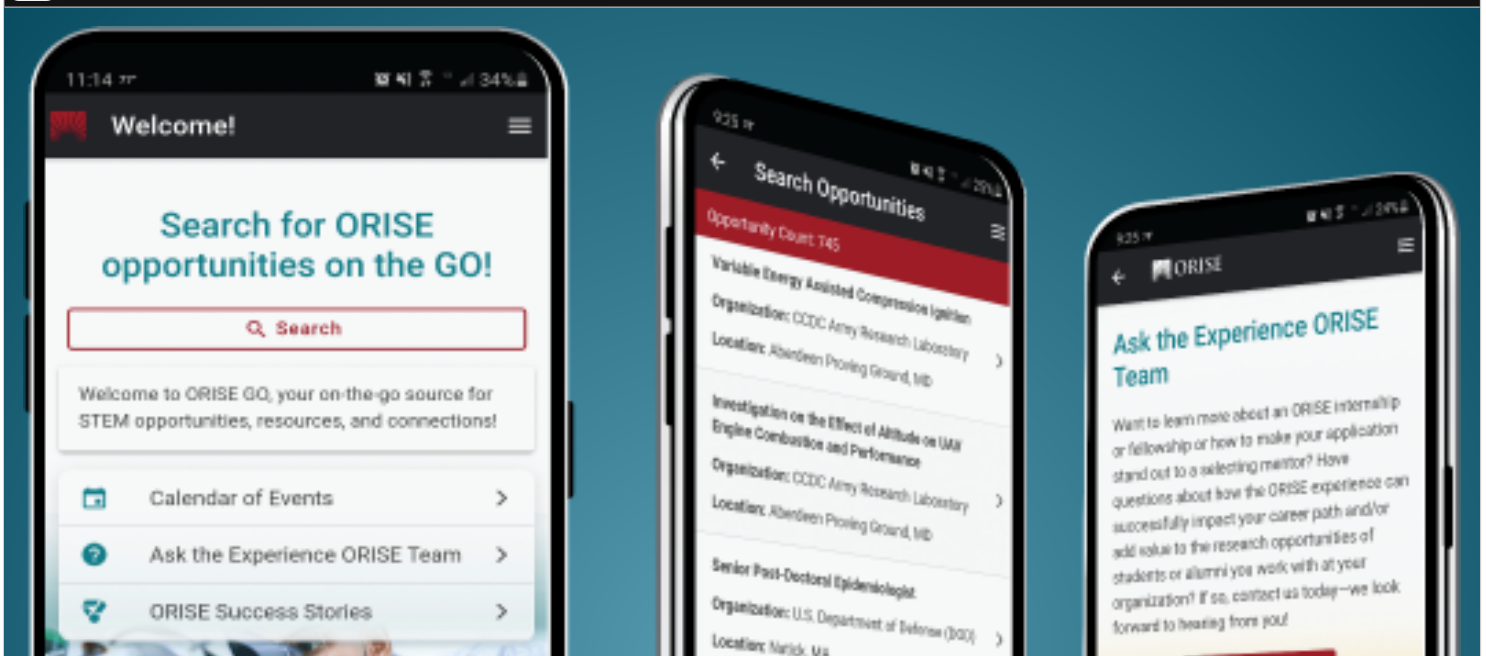 11:14
34%
Welcome!
Search for ORISE
opportunities on the GO!
Search
Welcome to ORISE GO, your on-the-go source for
STEM opportunities, resources, and connections!
Calendar of Events
Ask the Experience ORISE Team
ORISE Success Stories
9:25
Search Opportunities
Opportunity Count: 745
Variable Energy Assisted Compression Ignition
Organization: CCDC Army Research Laboratory
Location: Aberdeen Proving Ground, MD
Investigation on the Effect of Altitude on UAV
Engine Combustion and Performance
Organization: CCDC Army Research Laboratory
Location: Aberdeen Proving Ground, MD
Senior Post-Doctoral Epidemiologist
Organization: U.S. Department of Defense (DOD)
Location: Natick, MA
9:25
ORISE
Ask the Experience ORISE
Team
Want to learn more about an ORISE internship
or fellowship or how to make your application
stand out to a selecting mentor? Have
questions about how the ORISE experience can
successfully impact your career path and/or
add value to the research opportunities of
students or alumni you work with at your
organization? If so, contact us today—we look
forward to hearing from you!